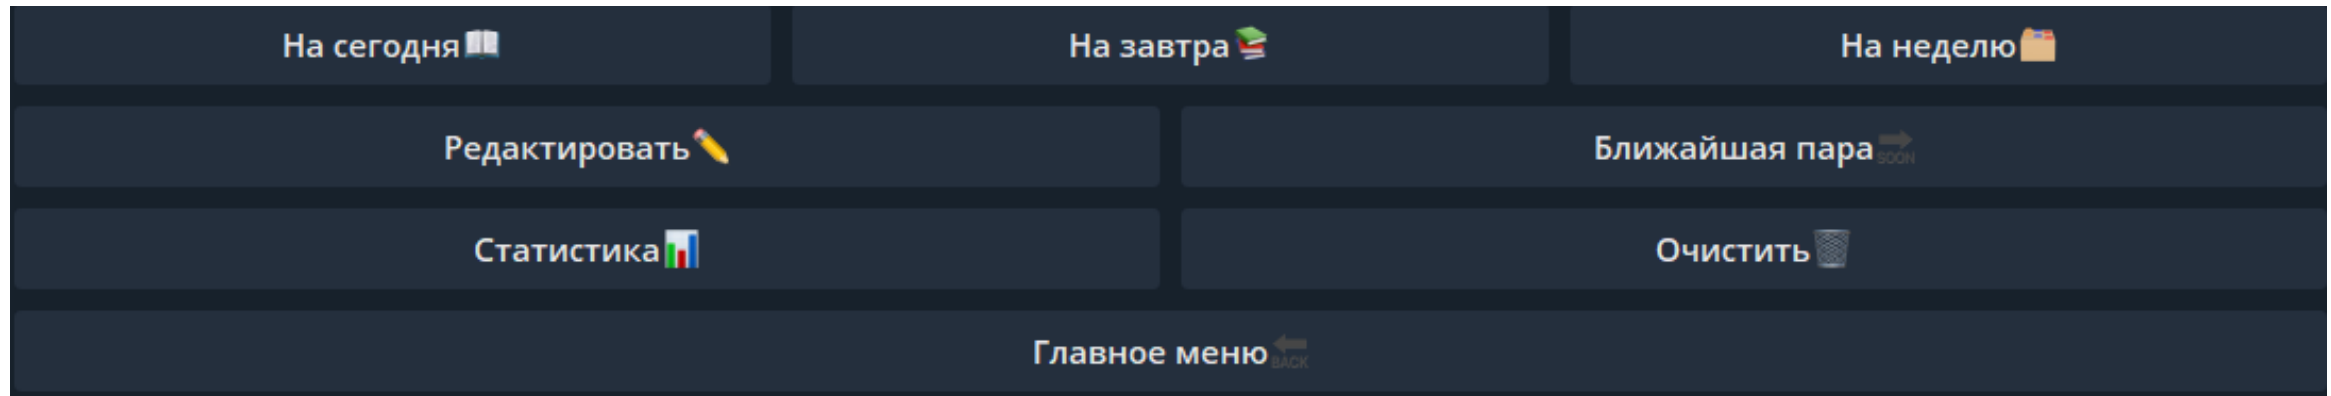 На сегодня📖 На завтра📚 На неделю🗂
Редактировать✏️ Ближайшая пара🔜
Статистика📊 Очистить🗑
Главное меню🔙